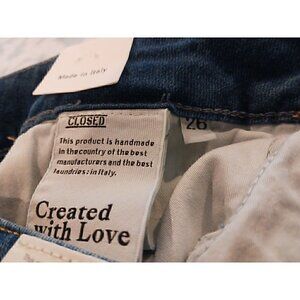 Made in Italy
CLOSED
26
This product is handmade
in the country of the best
manufacturers and the best
laundries: in Italy.
Created
with Love